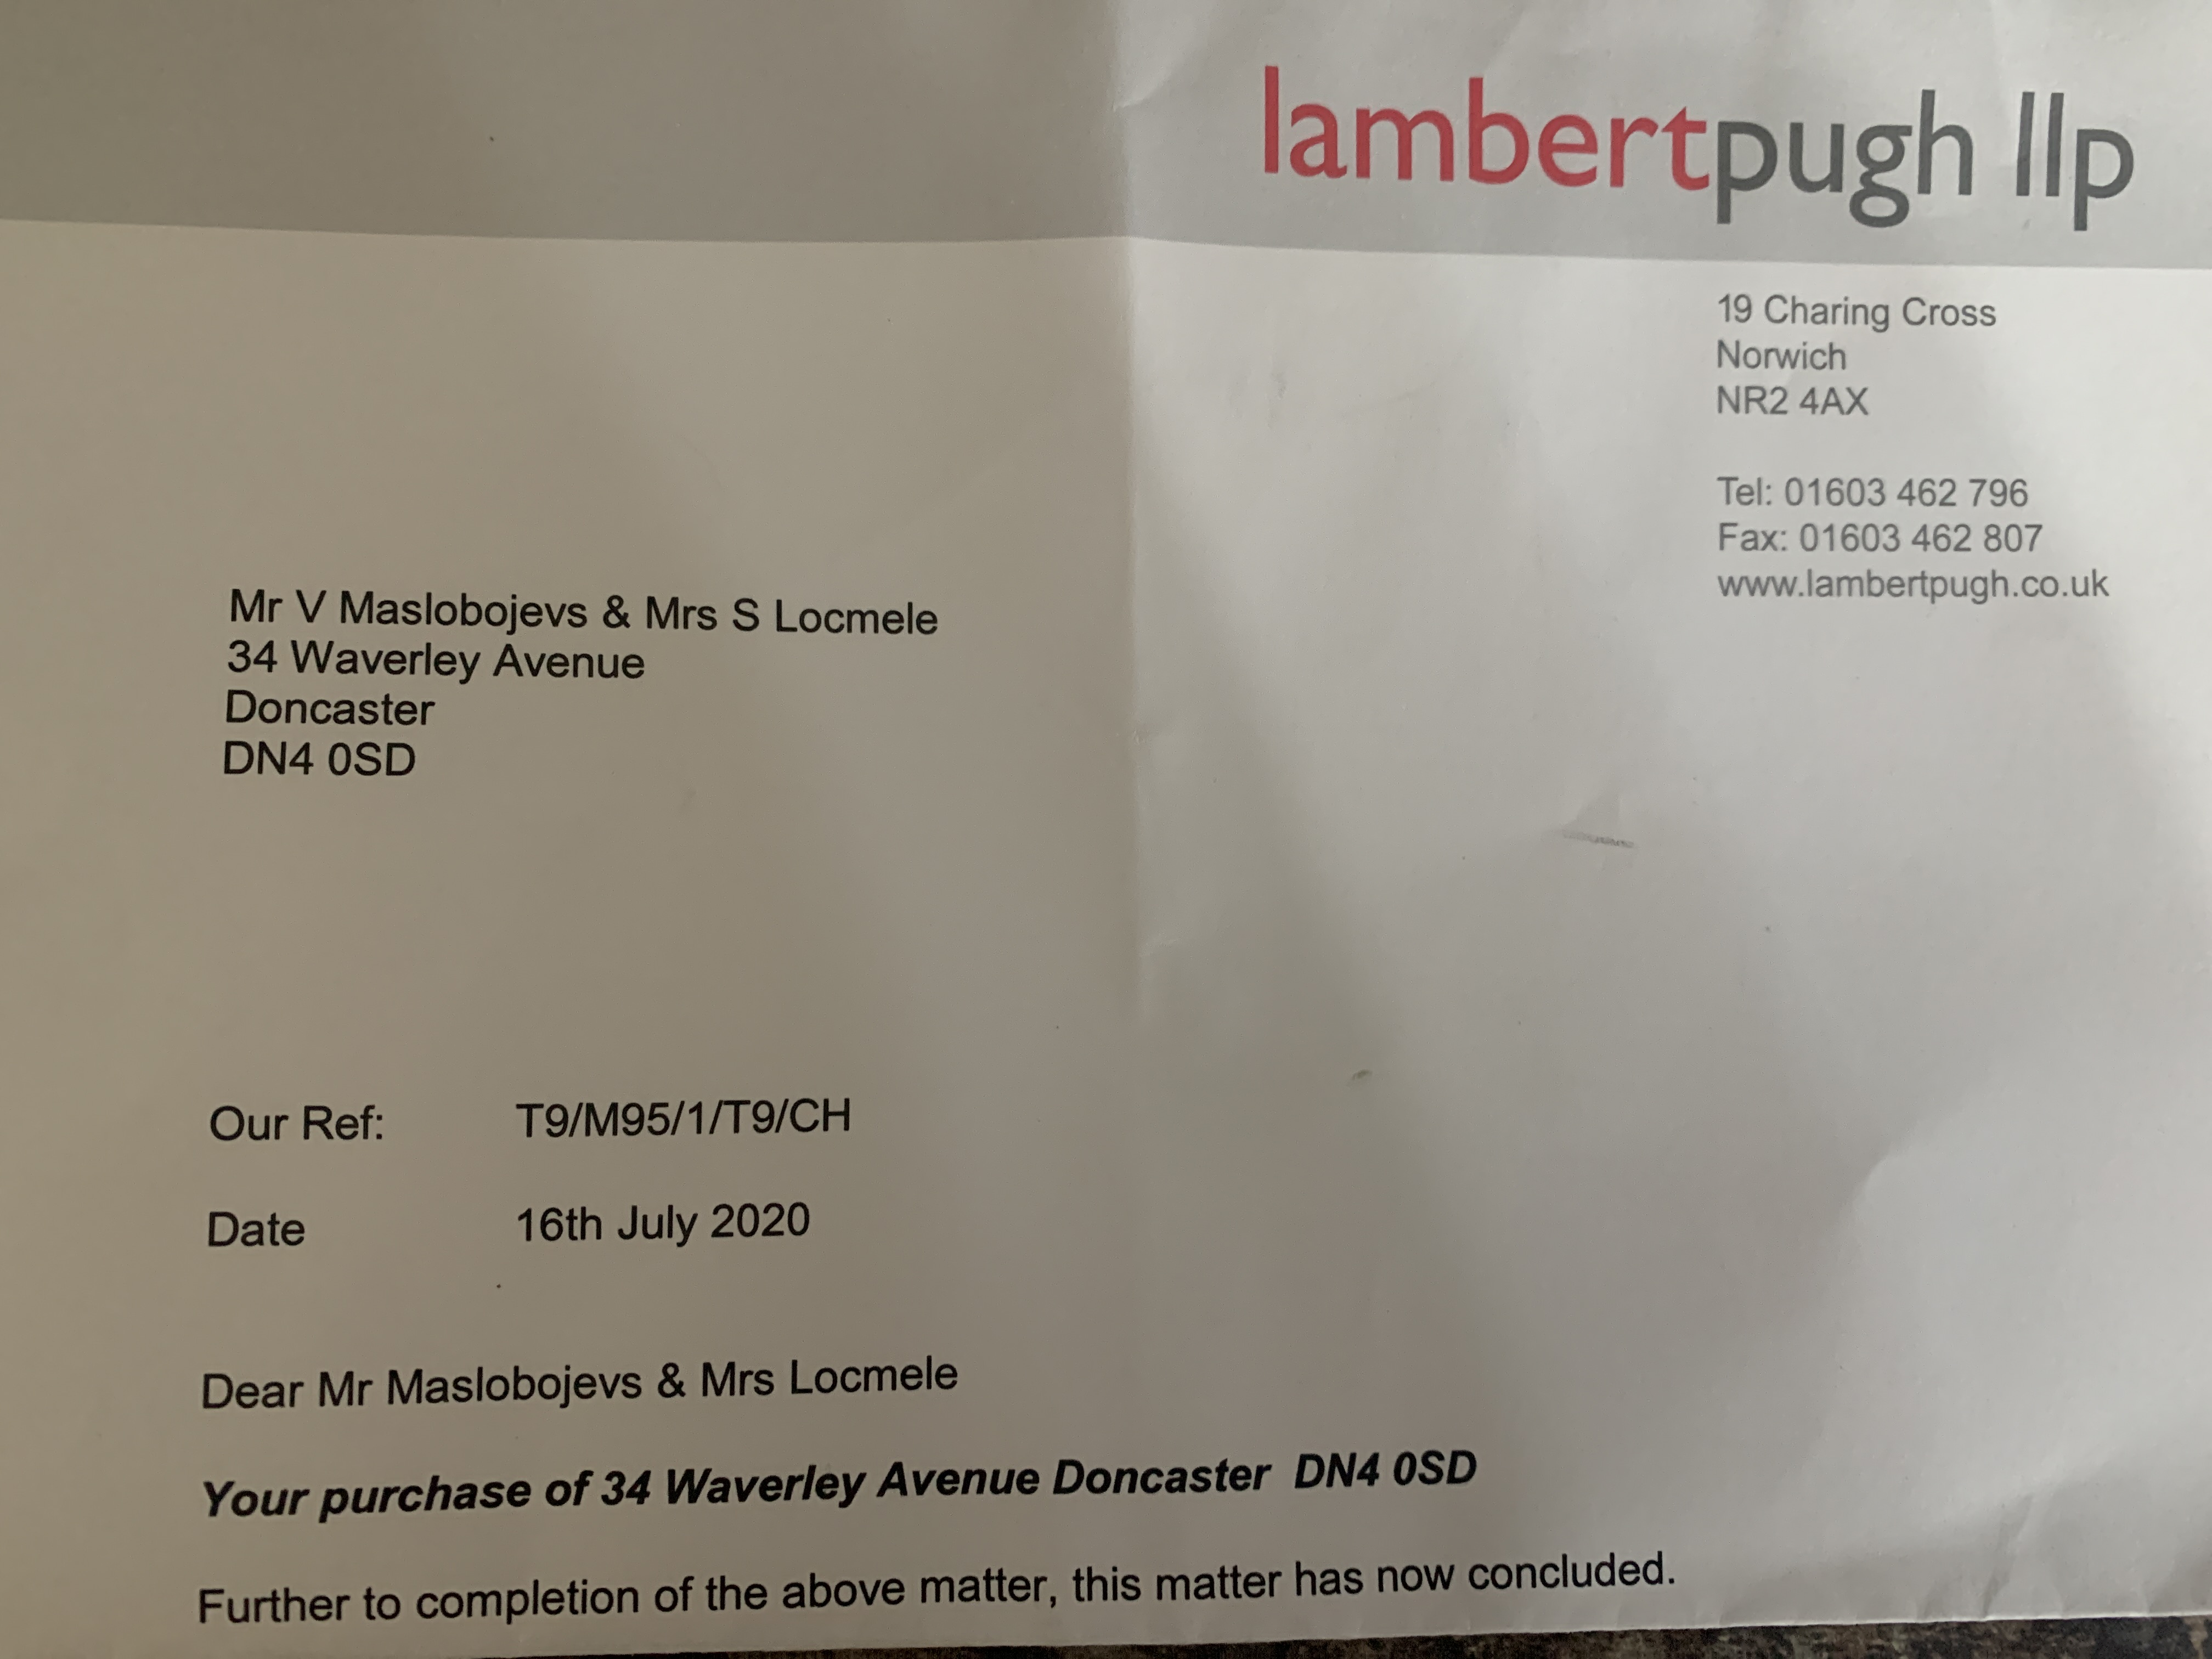 lambertpugh llp
19 Charing Cross
Norwich
NR2 4AX
Tel: 01603 462 796
Fax: 01603 462 807
www.lambertpugh.co.uk
Mr V Maslobojevs & Mrs S Locmele
34 Waverley Avenue
Doncaster
DN4 0SD
Our Ref: T9/M95/1/T9/CH
Date 16th July 2020
Dear Mr Maslobojevs & Mrs Locmele
Your purchase of 34 Waverley Avenue Doncaster DN4 0SD
Further to completion of the above matter, this matter has now concluded.